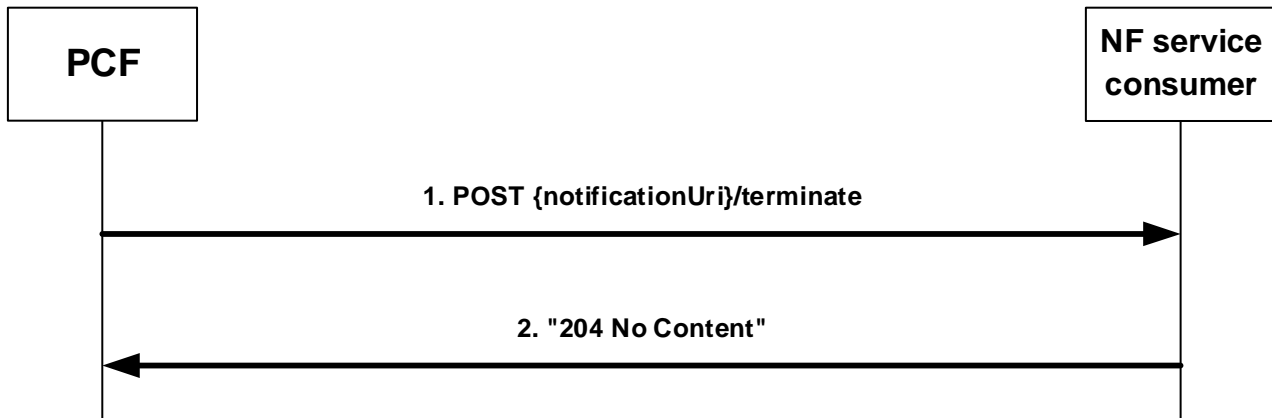 PCF
NF service
consumer
1. POST {notificationUri}/terminate
2. "204 No Content"